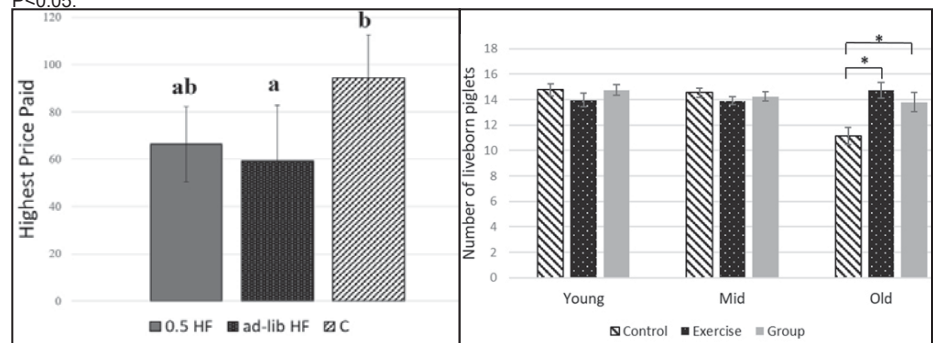 P<0.05.
120
100
80
60
40
20
0
Highest Price Paid
ab
a
b
0.5 HF ad-lib HF C
18
16
14
12
10
8
6
4
2
0
Number of liveborn piglets
*
*
Young Mid Old
Control Exercise Group